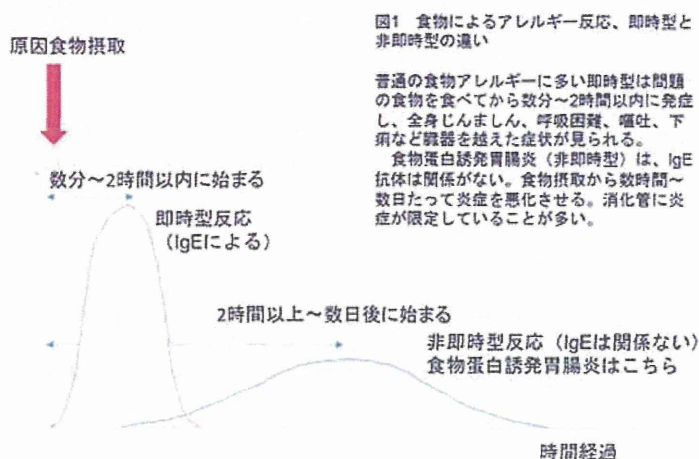 図1 食物によるアレルギー反応、即時型と
非即時型の違い
原因食物摂取
普通の食物アレルギーに多い即時型は問題
の食物を食べてから数分~2時間以内に発症
し、全身じんましん、呼吸困難、嘔吐、下
痢など臓器を越えた症状が見られる。
食物蛋白誘発胃腸炎(非即時型)は、IgE
抗体は関係がない。食物摂取から数時間~
数日たって炎症を悪化させる。消化管に炎
症が限定していることが多い。
数分~2時間以内に始まる
即時型反応
(IgEによる)
2時間以上~数日後に始まる
非即時型反応(IgEは関係ない)
食物蛋白誘発胃腸炎はこちら
時間経過